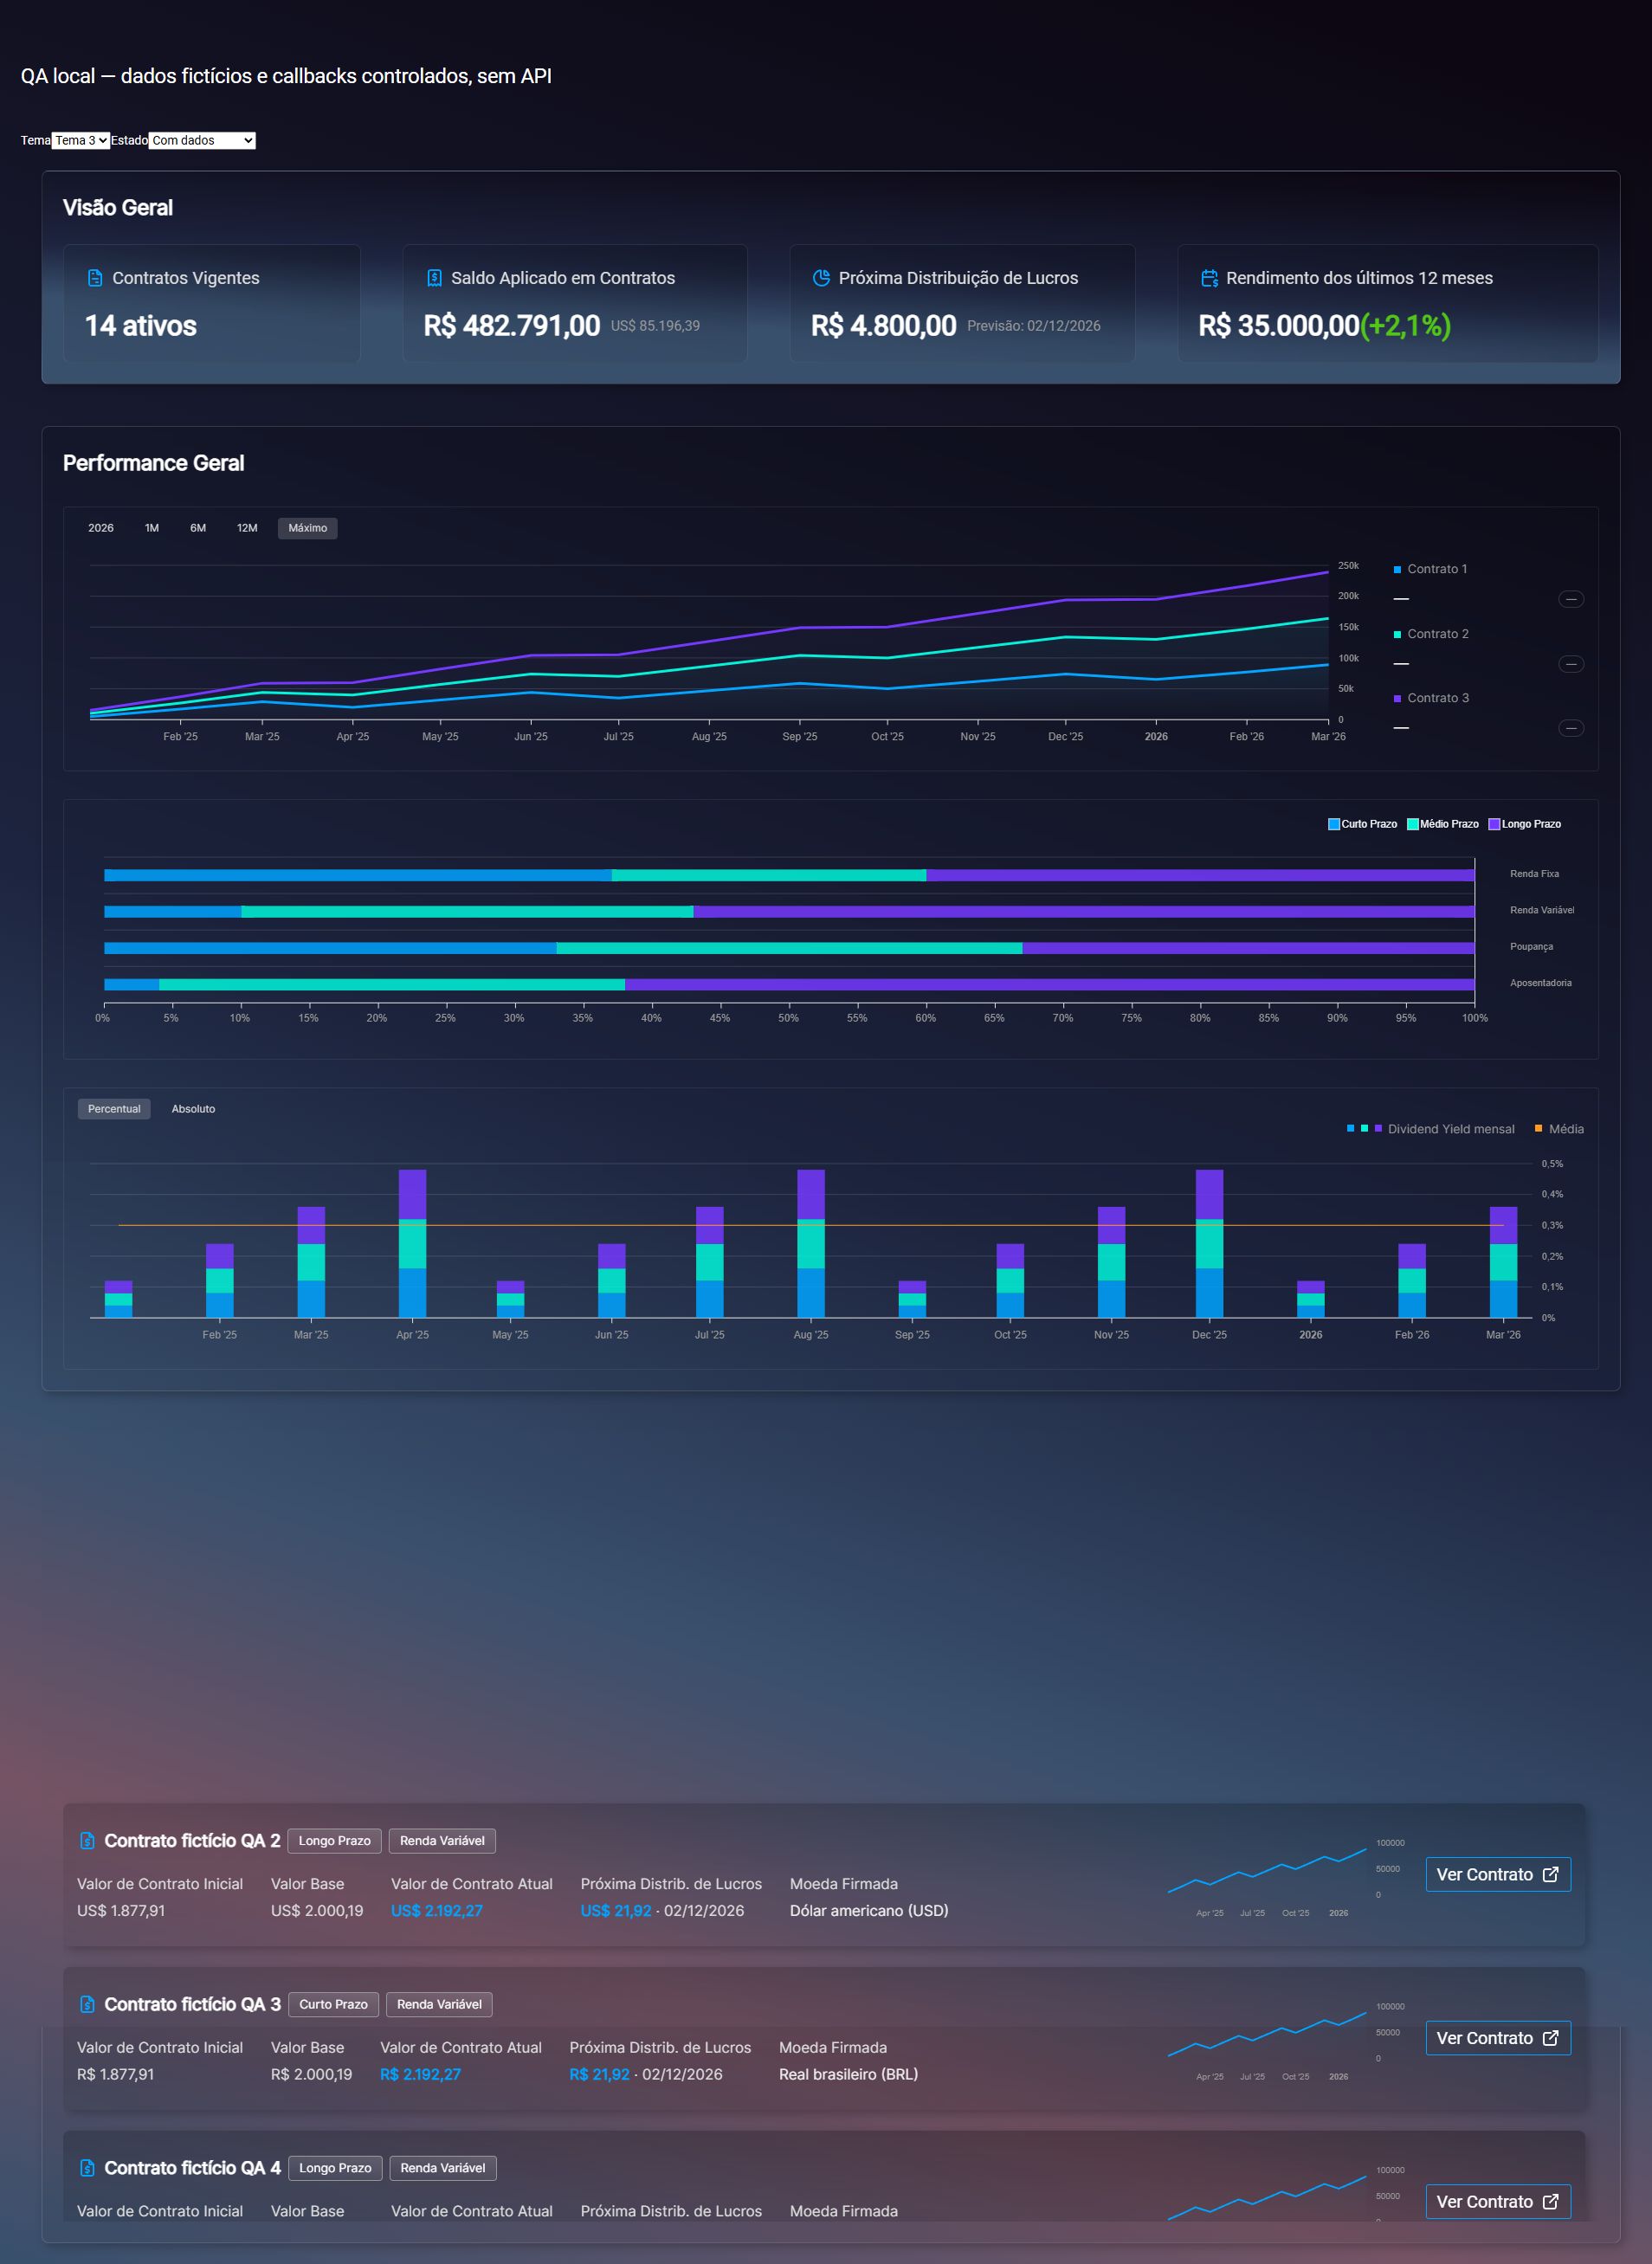 QA local — dados fictícios e callbacks controlados, sem API
Tema Tema 3 Estado Com dados
Visão Geral
Contratos Vigentes
14 ativos
Saldo Aplicado em Contratos
R$ 482.791,00 US$ 85.196,39
Próxima Distribuição de Lucros
R$ 4.800,00 Previsão: 02/12/2026
Rendimento dos últimos 12 meses
R$ 35.000,00(+2,1%)
Performance Geral
2026 1M 6M 12M Máximo
250k
200k
150k
100k
50k
0
Feb '25 Mar '25 Apr '25 May '25 Jun '25 Jul '25 Aug '25 Sep '25 Oct '25 Nov '25 Dec '25 2026 Feb '26 Mar '26
Contrato 1
— —
Contrato 2
— —
Contrato 3
— —
Curto Prazo Médio Prazo Longo Prazo
Renda Fixa
Renda Variável
Poupança
Aposentadoria
0% 5% 10% 15% 20% 25% 30% 35% 40% 45% 50% 55% 60% 65% 70% 75% 80% 85% 90% 95% 100%
Percentual Absoluto
Dividend Yield mensal Média
0,5%
0,4%
0,3%
0,2%
0,1%
0%
Feb '25 Mar '25 Apr '25 May '25 Jun '25 Jul '25 Aug '25 Sep '25 Oct '25 Nov '25 Dec '25 2026 Feb '26 Mar '26
Contrato fictício QA 2 Longo Prazo Renda Variável
Valor de Contrato Inicial Valor Base Valor de Contrato Atual Próxima Distrib. de Lucros Moeda Firmada
US$ 1.877,91 US$ 2.000,19 US$ 2.192,27 US$ 21,92 · 02/12/2026 Dólar americano (USD)
100000
50000
0
Apr '25 Jul '25 Oct '25 2026
Ver Contrato
Contrato fictício QA 3 Curto Prazo Renda Variável
Valor de Contrato Inicial Valor Base Valor de Contrato Atual Próxima Distrib. de Lucros Moeda Firmada
R$ 1.877,91 R$ 2.000,19 R$ 2.192,27 R$ 21,92 · 02/12/2026 Real brasileiro (BRL)
100000
50000
0
Apr '25 Jul '25 Oct '25 2026
Ver Contrato
Contrato fictício QA 4 Longo Prazo Renda Variável
Valor de Contrato Inicial Valor Base Valor de Contrato Atual Próxima Distrib. de Lucros Moeda Firmada
100000
50000
Ver Contrato